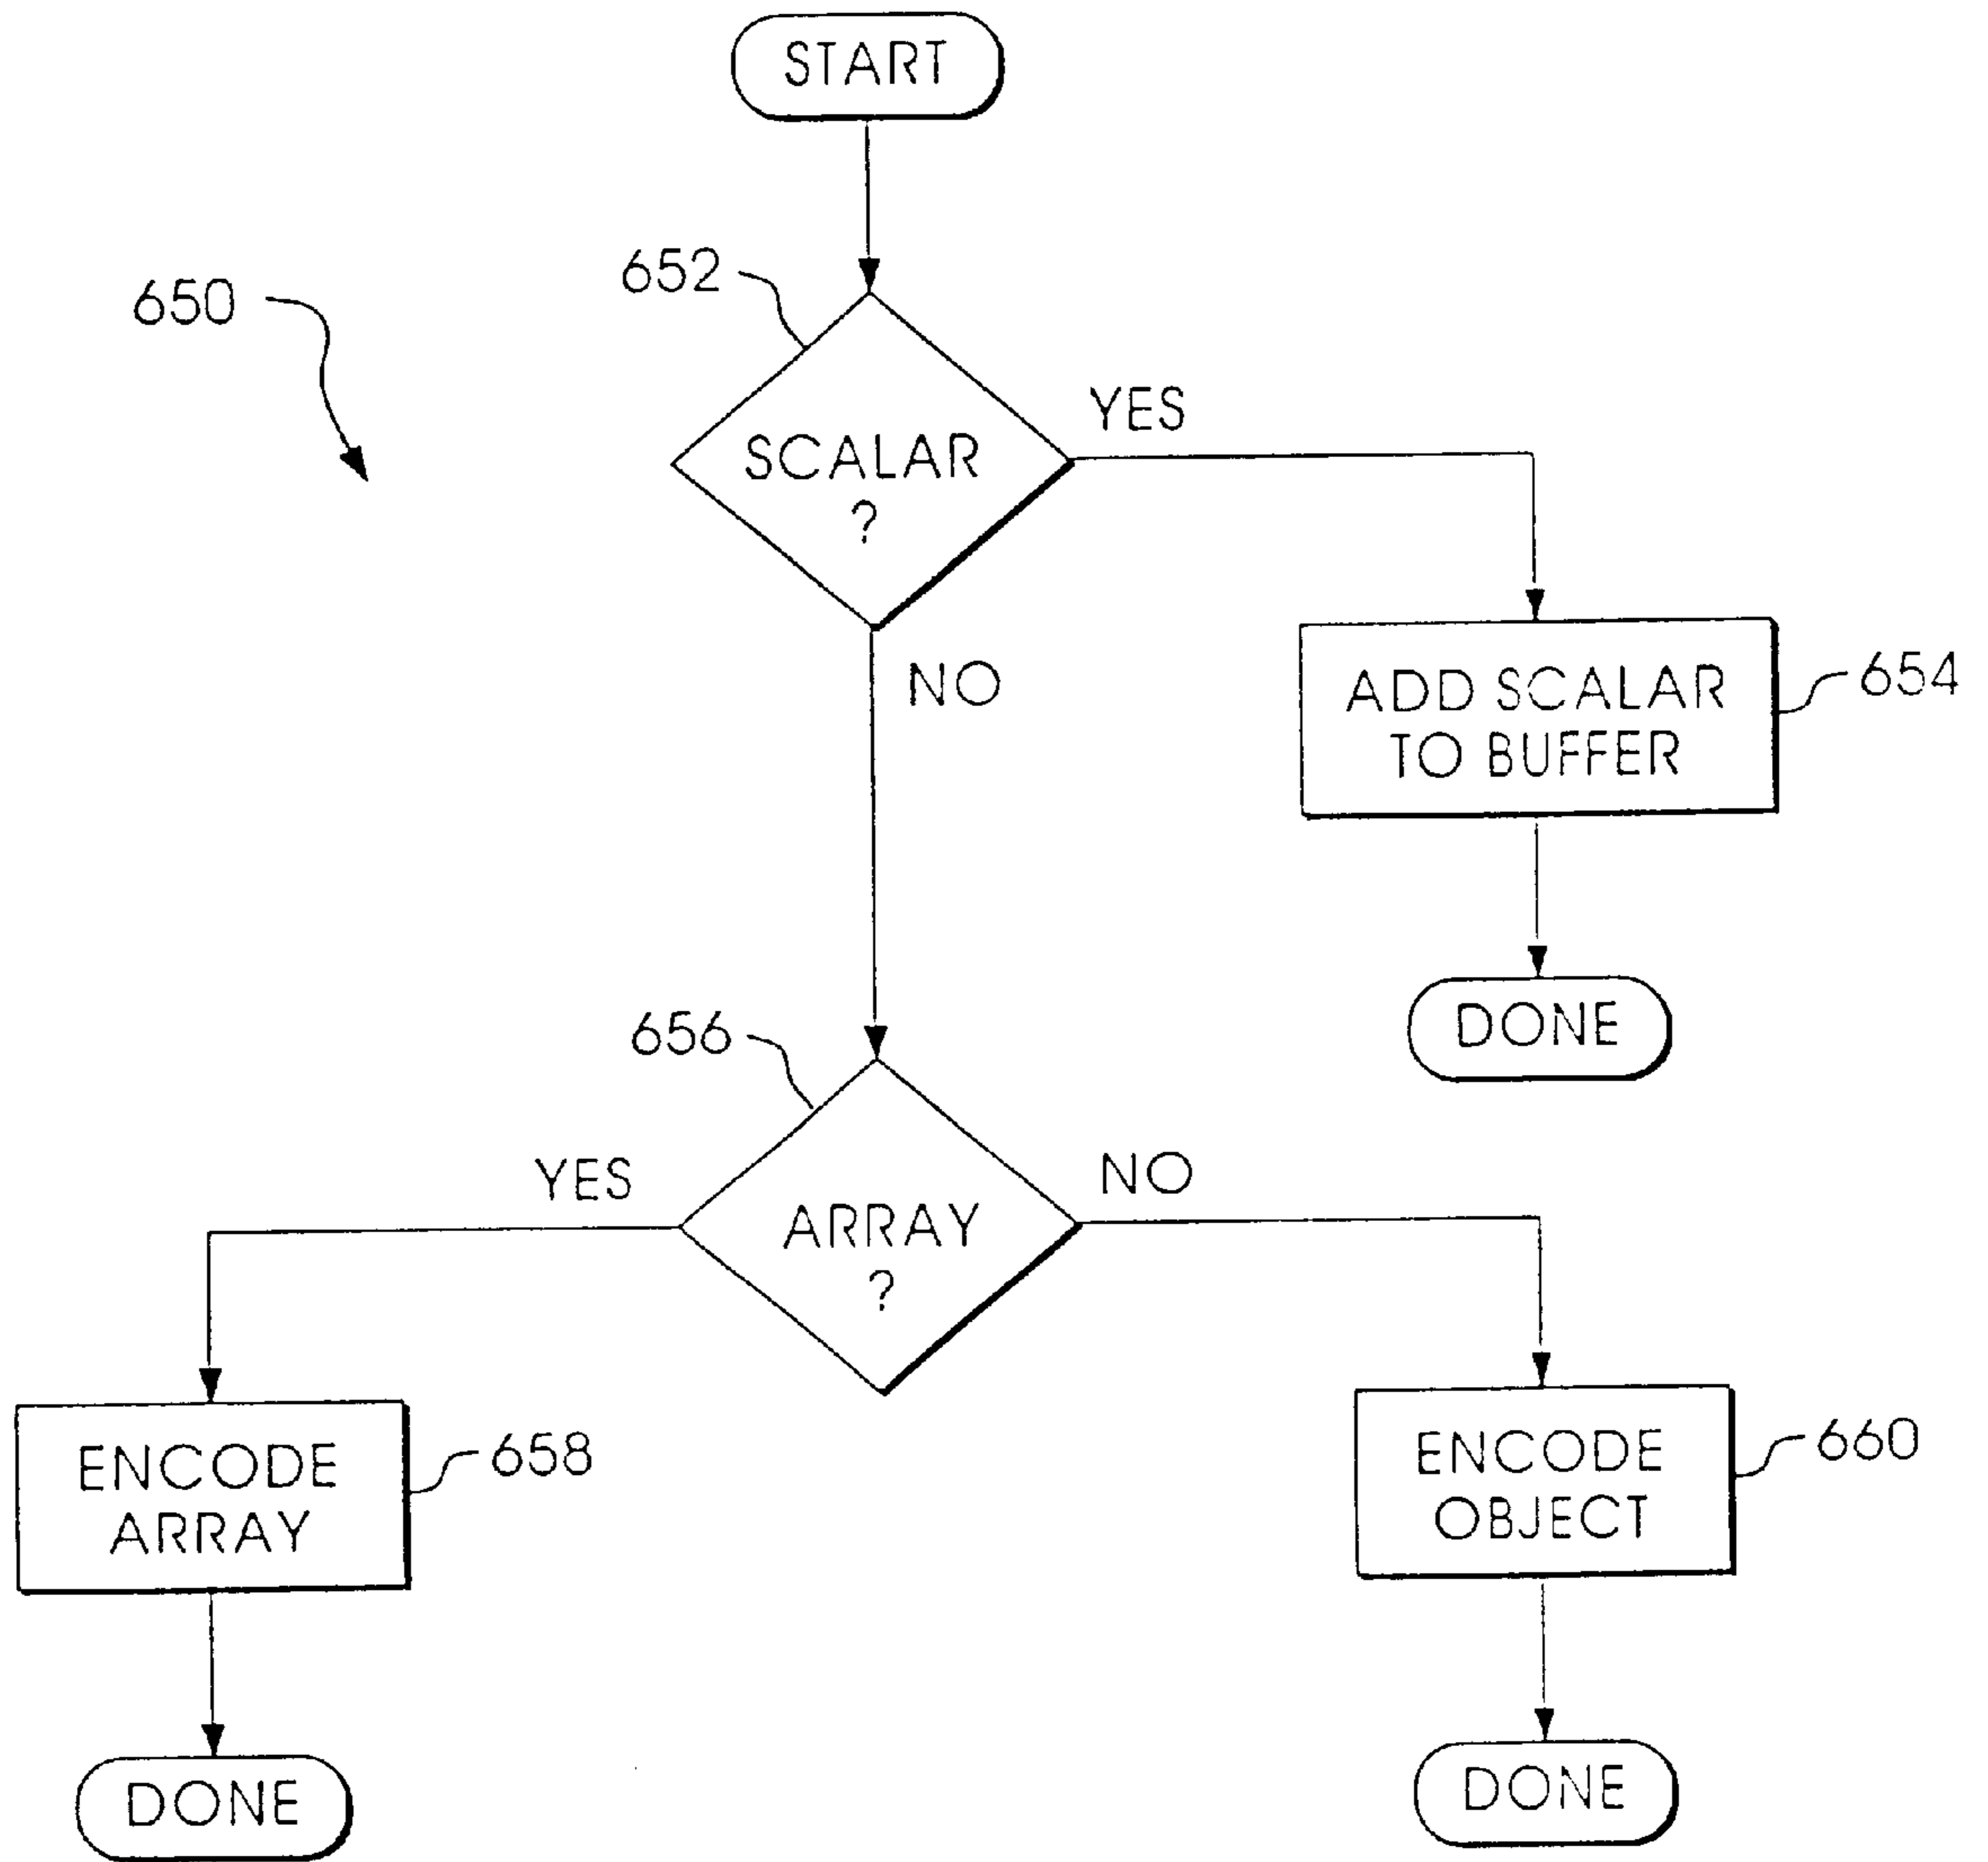 START
652
650
YES
SCALAR
?
NO
654
ADD SCALAR
TO BUFFER
DONE
656
YES
NO
ARRAY
?
ENCODE
ARRAY
658
ENCODE
OBJECT
660
DONE
DONE